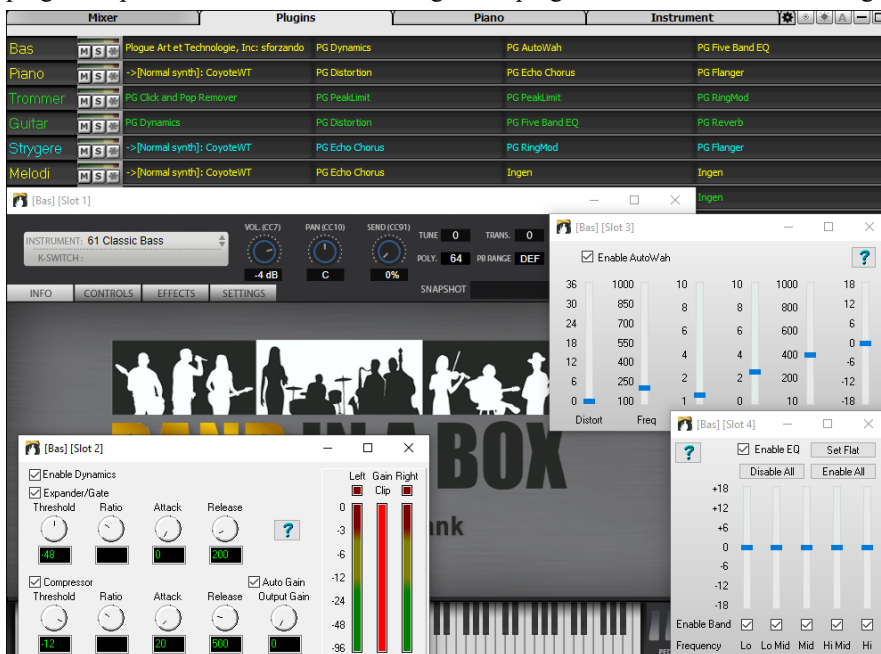 Mixer Plugins Piano Instrument
Bas M S Plogue Art et Technologie, Inc: sforzando PG Dynamics PG AutoWah PG Five Band EQ
Piano M S ->[Normal synth]: CoyoteWT PG Distortion PG Echo Chorus PG Flanger
Trommer M S PG Click and Pop Remover PG PeakLimit PG PeakLimit PG RingMod
Guitar M S PG Dynamics PG Distortion PG Five Band EQ PG Reverb
Strygere M S ->[Normal synth]: CoyoteWT PG Echo Chorus PG RingMod PG Flanger
Melodi M S ->[Normal synth]: CoyoteWT PG Echo Chorus Ingen Ingen
Ingen
[Bas] [Slot 1]
VOL. (CC7) PAN (CC10) SEND (CC91)
INSTRUMENT: 61 Classic Bass TUNE 0 TRANS. 0
K-SWITCH: POLY. 64 PB RANGE DEF
-4 dB C 0%
INFO CONTROLS EFFECTS SETTINGS SNAPSHOT
BOX
[Bas] [Slot 3]
Enable AutoWah ?
36 1000 10 10 1000 18
30 850 8 8 800 12
24 700 6 6 600 6
18 550 4 4 400 0
12 400 -6
6 250 2 2 200 -12
0 100 1 0 10 -18
Distort Freq
[Bas] [Slot 2]
Enable Dynamics
Expander/Gate
Threshold Ratio Attack Release
-48 0 200
?
Compressor Auto Gain
Threshold Ratio Attack Release Output Gain
-12 20 500 0
Left Gain Right
Clip
0
-3
-6
-12
-24
-48
-96
[Bas] [Slot 4]
? Enable EQ Set Flat
Disable All Enable All
+18
+12
+6
0
-6
-12
-18
Enable Band
Frequency Lo Lo Mid Mid Hi Mid Hi